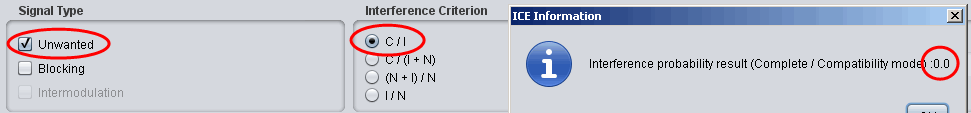 Signal Type
Unwanted
Blocking
Intermodulation
Interference Criterion
C / I
C / (I + N)
(N + I) / N
I / N
ICE Information
Interference probability result (Complete / Compatibility mode) :0.0